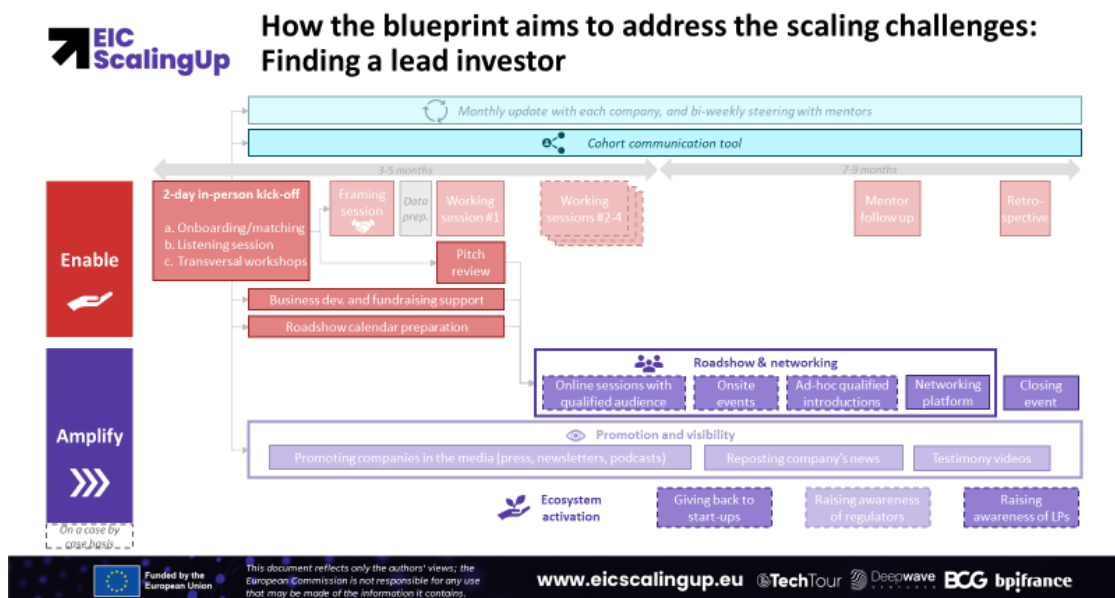 EIC
ScalingUp
How the blueprint aims to address the scaling challenges:
Finding a lead investor
Monthly update with each company, and bi-weekly steering with mentors
Cohort communication tool
3-5 months
7-9 months
Enable
2-day in-person kick-off
a. Onboarding/matching
b. Listening session
c. Transversal workshops
Framing
session
Data
prep.
Working
session #1
Working
sessions #2-4
Mentor
follow up
Retro-
spective
Pitch
review
Business dev. and fundraising support
Roadshow calendar preparation
Amplify
Roadshow & networking
Online sessions with
qualified audience
Onsite
events
Ad-hoc qualified
introductions
Networking
platform
Closing
event
Promotion and visibility
Promoting companies in the media (press, newsletters, podcasts)
Reposting company's news
Testimony videos
Ecosystem
activation
Giving back to
start-ups
Raising awareness
of regulators
Raising
awareness of LPs
On a case by
case basis
Funded by the
European Union
This document reflects only the authors' views; the
European Commission is not responsible for any use
that may be made of the information it contains.
www.eicscalingup.eu
TechTour
Deepwave
VENTURES
BCG
bpifrance